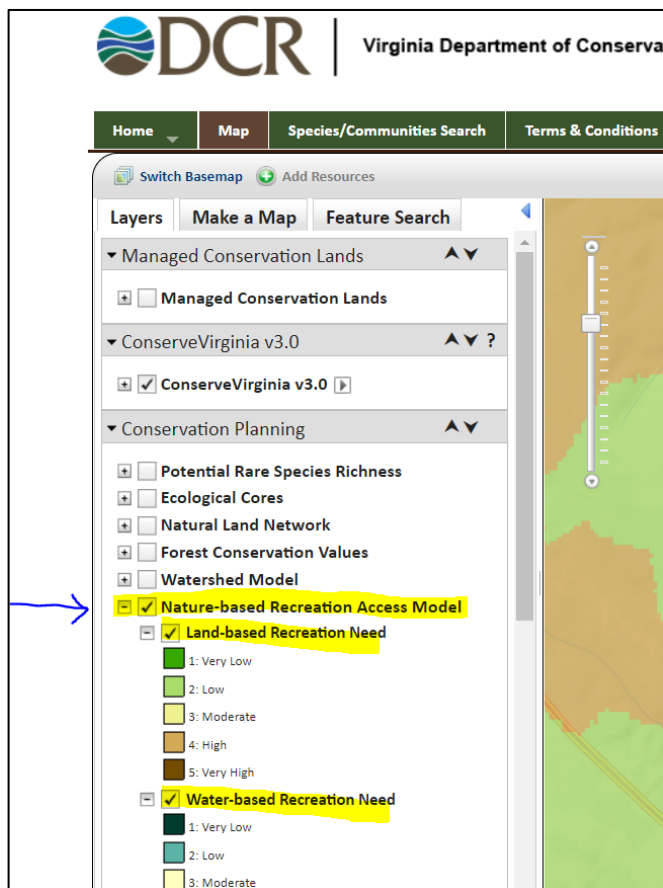 DCR
Virginia Department of Conserva
Home Map Species/Communities Search Terms & Conditions
Switch Basemap Add Resources
Layers Make a Map Feature Search
Managed Conservation Lands
Managed Conservation Lands
ConserveVirginia v3.0 ?
ConserveVirginia v3.0
Conservation Planning
Potential Rare Species Richness
Ecological Cores
Natural Land Network
Forest Conservation Values
Watershed Model
Nature-based Recreation Access Model
Land-based Recreation Need
1: Very Low
2: Low
3: Moderate
4: High
5: Very High
Water-based Recreation Need
1: Very Low
2: Low
3: Moderate